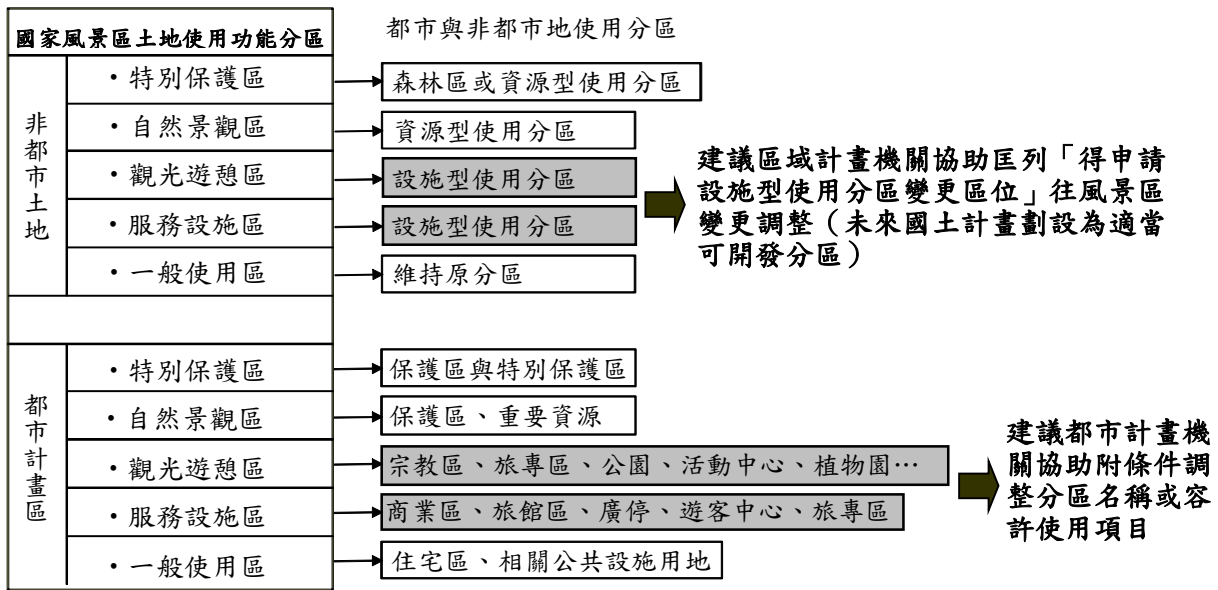 國家風景區土地使用功能分區
都市與非都市地使用分區
非都市土地
・特別保護區
森林區或資源型使用分區
・自然景觀區
資源型使用分區
・觀光遊憩區
設施型使用分區
・服務設施區
設施型使用分區
・一般使用區
維持原分區
建議區域計畫機關協助匡列「得申請
設施型使用分區變更區位」往風景區
變更調整（未來國土計畫劃設為適當
可開發分區）
都市計畫區
・特別保護區
保護區與特別保護區
・自然景觀區
保護區、重要資源
・觀光遊憩區
宗教區、旅專區、公園、活動中心、植物園…
・服務設施區
商業區、旅館區、廣停、遊客中心、旅專區
・一般使用區
住宅區、相關公共設施用地
建議都市計畫機
關協助附條件調
整分區名稱或容
許使用項目